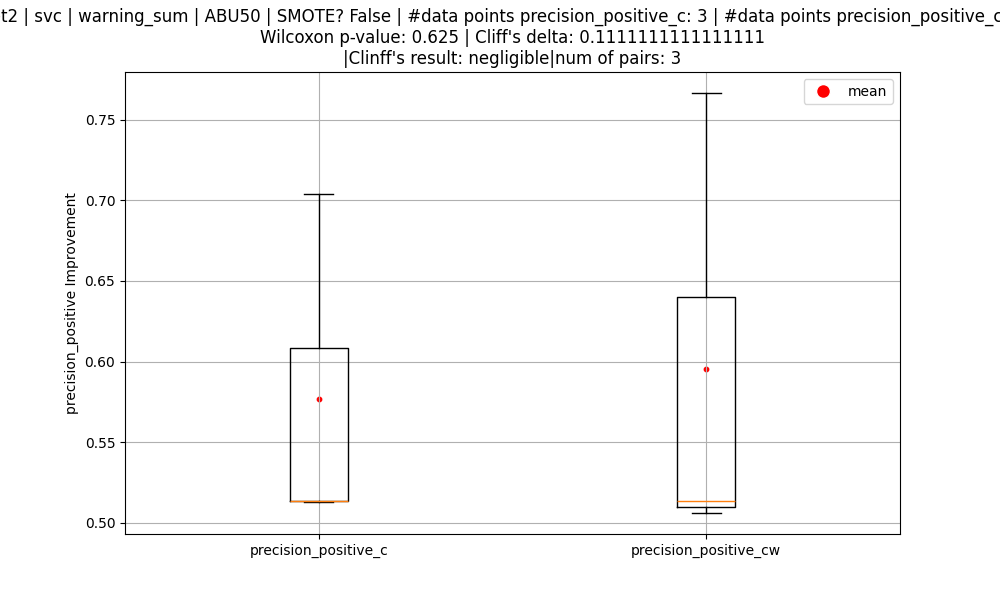 t2 | svc | warning_sum | ABU50 | SMOTE? False | #data points precision_positive_c: 3 | #data points precision_positive_c
Wilcoxon p-value: 0.625 | Cliff's delta: 0.1111111111111111
|Clinff's result: negligible|num of pairs: 3
mean
precision_positive Improvement
0.75
0.70
0.65
0.60
0.55
0.50
precision_positive_c
precision_positive_cw